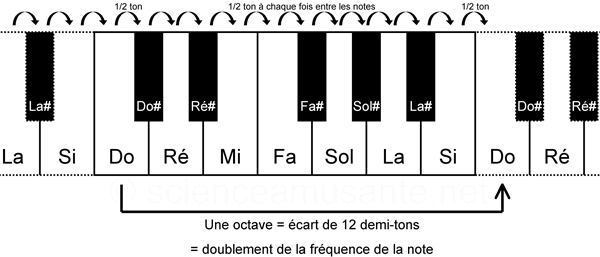 1/2 ton 1/2 ton à chaque fois entre les notes 1/2 ton
La# Do# Ré# Fa# Sol# La# Do# Ré#
La Si Do Ré Mi Fa Sol La Si Do Ré
© scienceamusante.net
Une octave = écart de 12 demi-tons
= doublement de la fréquence de la note